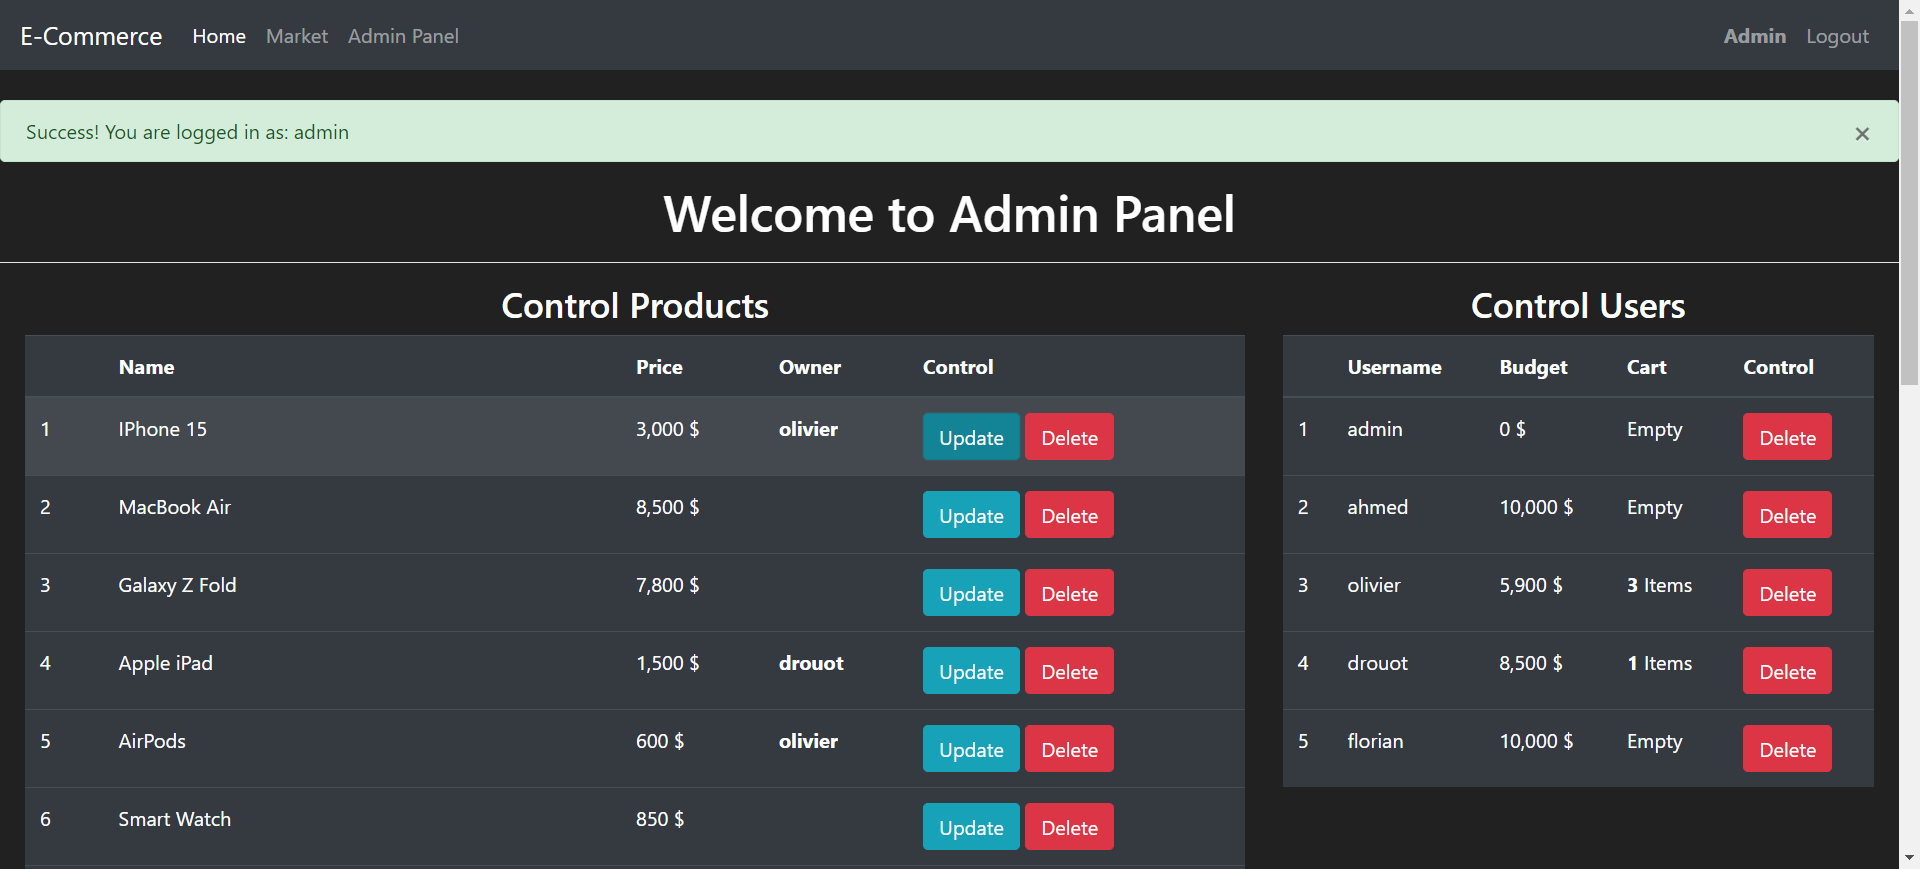 E-Commerce Home Market Admin Panel Admin Logout
Success! You are logged in as: admin ×
Welcome to Admin Panel
Control Products
Name Price Owner Control
1 IPhone 15 3,000 $ olivier Update Delete
2 MacBook Air 8,500 $ Update Delete
3 Galaxy Z Fold 7,800 $ Update Delete
4 Apple iPad 1,500 $ drouot Update Delete
5 AirPods 600 $ olivier Update Delete
6 Smart Watch 850 $ Update Delete
Control Users
Username Budget Cart Control
1 admin 0 $ Empty Delete
2 ahmed 10,000 $ Empty Delete
3 olivier 5,900 $ 3 Items Delete
4 drouot 8,500 $ 1 Items Delete
5 florian 10,000 $ Empty Delete